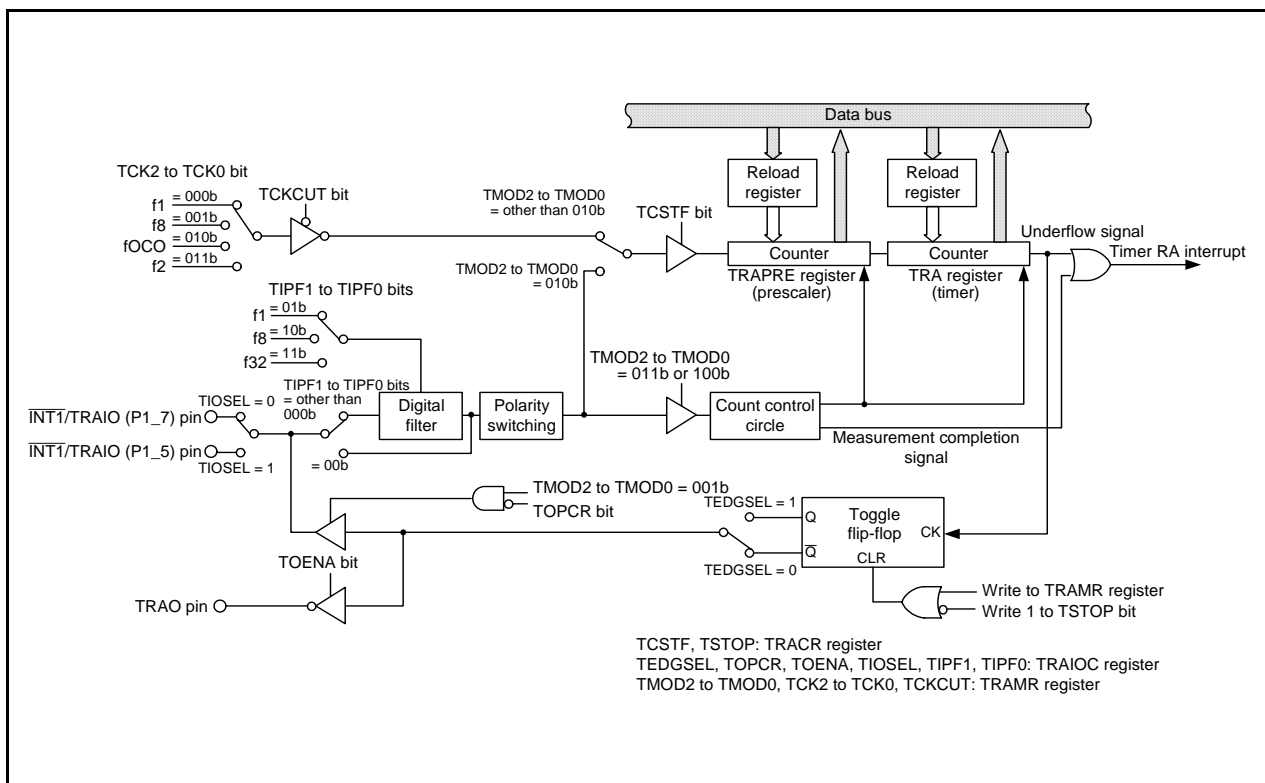 Data bus
TCK2 to TCK0 bit
f1 = 000b
f8 = 001b
fOCO = 010b
f2 = 011b
TCKCUT bit
TMOD2 to TMOD0
= other than 010b
TMOD2 to TMOD0
= 010b
TCSTF bit
Reload
register
Reload
register
Counter
TRAPRE register
(prescaler)
Counter
TRA register
(timer)
Underflow signal
Timer RA interrupt
TIPF1 to TIPF0 bits
f1 = 01b
f8 = 10b
f32 = 11b
TMOD2 to TMOD0
= 011b or 100b
TIOSEL = 0
INT1/TRAIO (P1_7) pin
INT1/TRAIO (P1_5) pin
TIOSEL = 1
TIPF1 to TIPF0 bits
= other than
000b
= 00b
Digital
filter
Polarity
switching
Count control
circle
Measurement completion
signal
TMOD2 to TMOD0 = 001b
TOPCR bit
TOENA bit
TRAO pin
TEDGSEL = 1
TEDGSEL = 0
Q
Q
Toggle
flip-flop
CK
CLR
Write to TRAMR register
Write 1 to TSTOP bit
TCSTF, TSTOP: TRACR register
TEDGSEL, TOPCR, TOENA, TIOSEL, TIPF1, TIPF0: TRAIOC register
TMOD2 to TMOD0, TCK2 to TCK0, TCKCUT: TRAMR register